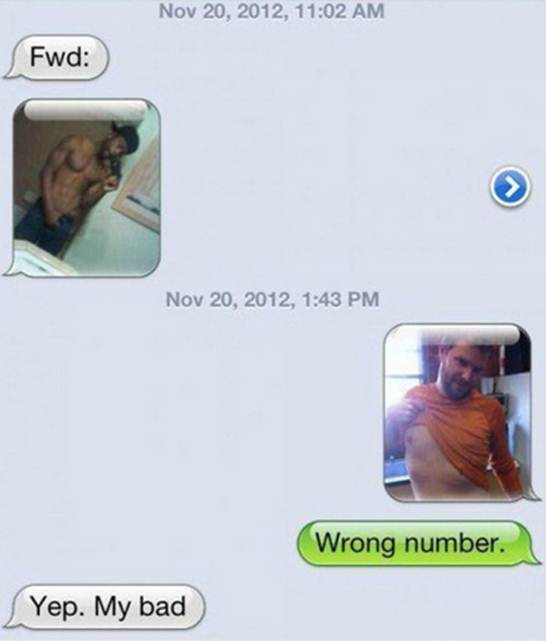 Nov 20, 2012, 11:02 AM
Fwd:
Nov 20, 2012, 1:43 PM
Wrong number.
Yep. My bad